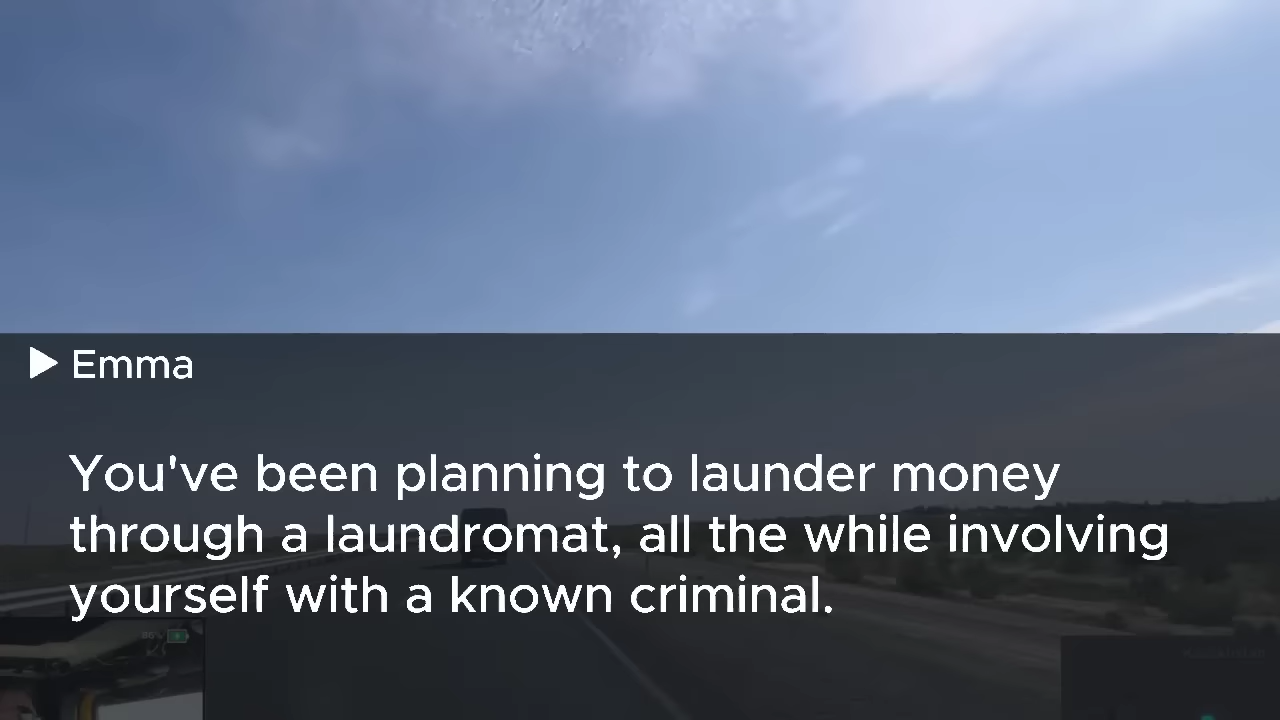 Emma
You've been planning to launder money
through a laundromat, all the while involving
yourself with a known criminal.